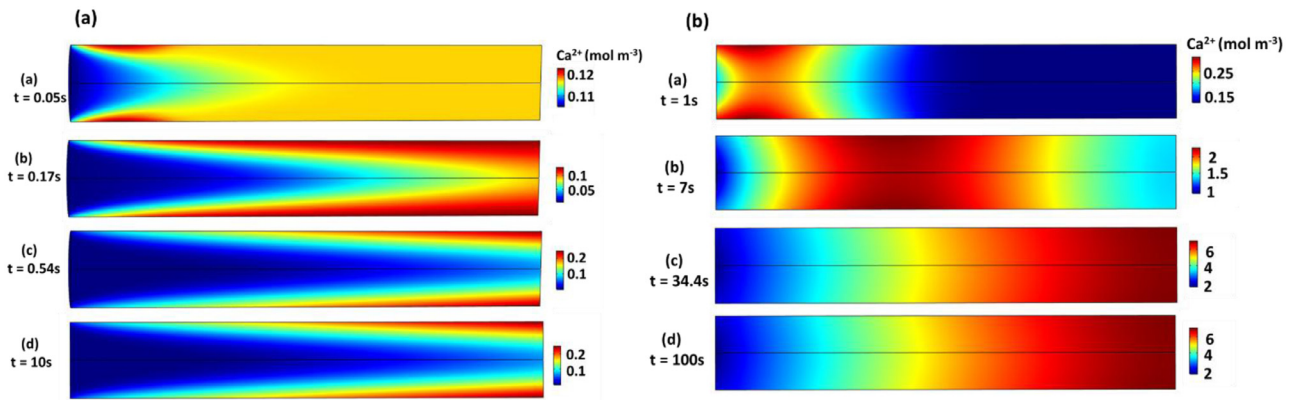 (a)
(a)
t = 0.05s
Ca²⁺ (mol m⁻³)
0.12
0.11
(b)
t = 0.17s
0.1
0.05
(c)
t = 0.54s
0.2
0.1
(d)
t = 10s
0.2
0.1
(b)
(a)
t = 1s
Ca²⁺ (mol m⁻³)
0.25
0.15
(b)
t = 7s
2
1.5
1
(c)
t = 34.4s
6
4
2
(d)
t = 100s
6
4
2